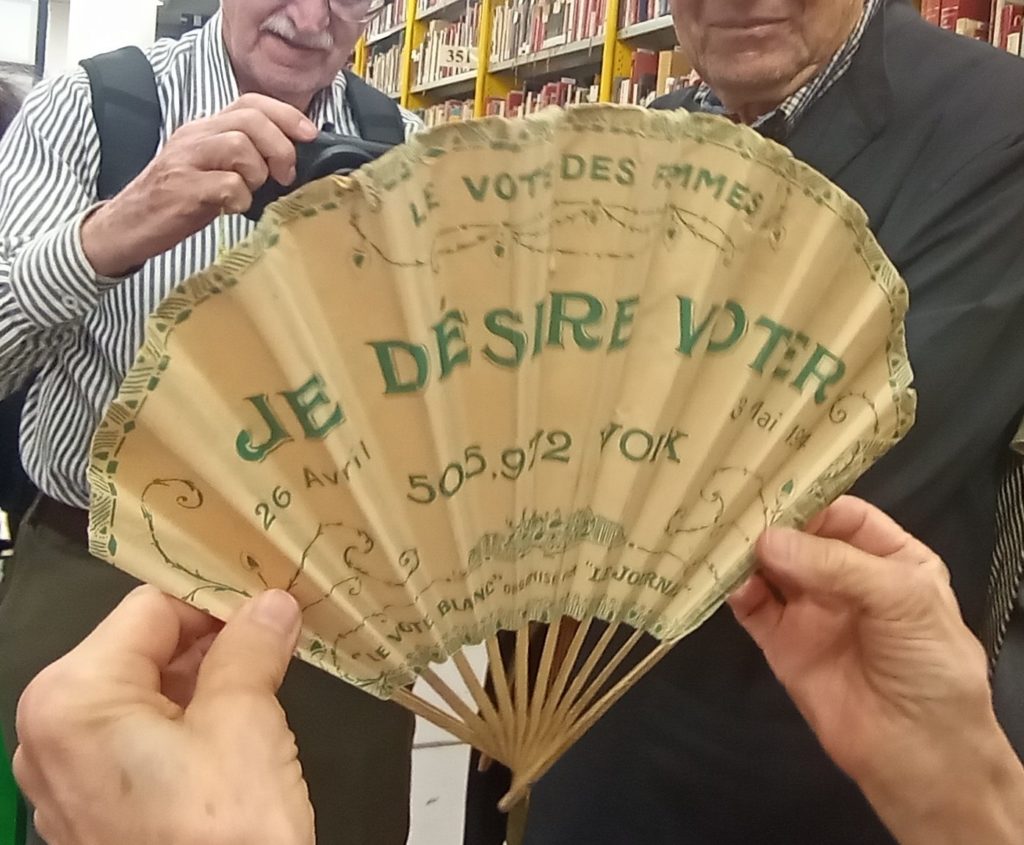 351
LE VOTE DES FEMMES
JE DÉSIRE VOTER
26 Avril
505.972 VOIX
3 Mai
"LE VOTE BLANC" ORGANISÉ "LE JOURNAL"